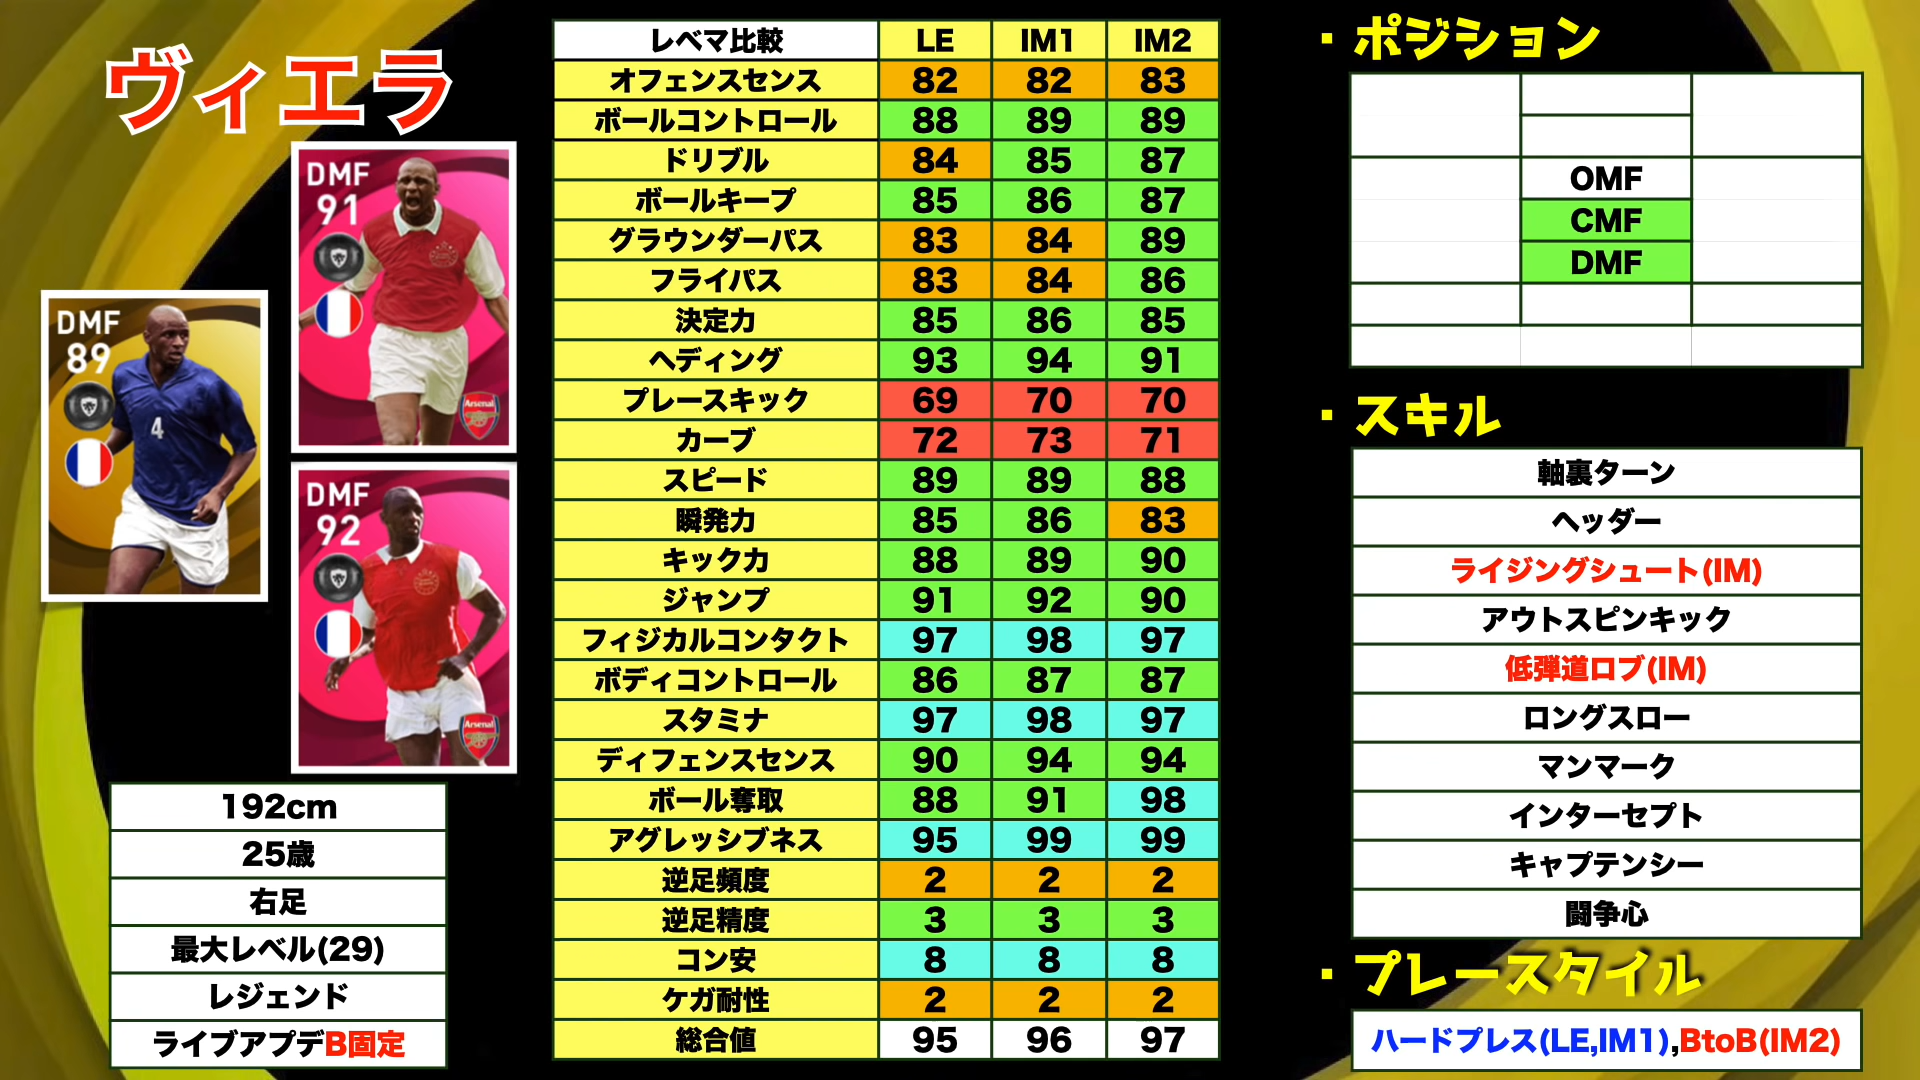 ヴィエラ
DMF
91
DMF
89
4
Arsenal
DMF
92
Arsenal
192cm
25歳
右足
最大レベル(29)
レジェンド
ライブアプデB固定
レベマ比較 LE IM1 IM2
オフェンスセンス 82 82 83
ボールコントロール 88 89 89
ドリブル 84 85 87
ボールキープ 85 86 87
グラウンダーパス 83 84 89
フライパス 83 84 86
決定力 85 86 85
ヘディング 93 94 91
プレースキック 69 70 70
カーブ 72 73 71
スピード 89 89 88
瞬発力 85 86 83
キック力 88 89 90
ジャンプ 91 92 90
フィジカルコンタクト 97 98 97
ボディコントロール 86 87 87
スタミナ 97 98 97
ディフェンスセンス 90 94 94
ボール奪取 88 91 98
アグレッシブネス 95 99 99
逆足頻度 2 2 2
逆足精度 3 3 3
コン安 8 8 8
ケガ耐性 2 2 2
総合値 95 96 97
・ポジション
OMF
CMF
DMF
・スキル
軸裏ターン
ヘッダー
ライジングシュート(IM)
アウトスピンキック
低弾道ロブ(IM)
ロングスロー
マンマーク
インターセプト
キャプテンシー
闘争心
・プレースタイル
ハードプレス(LE,IM1),BtoB(IM2)